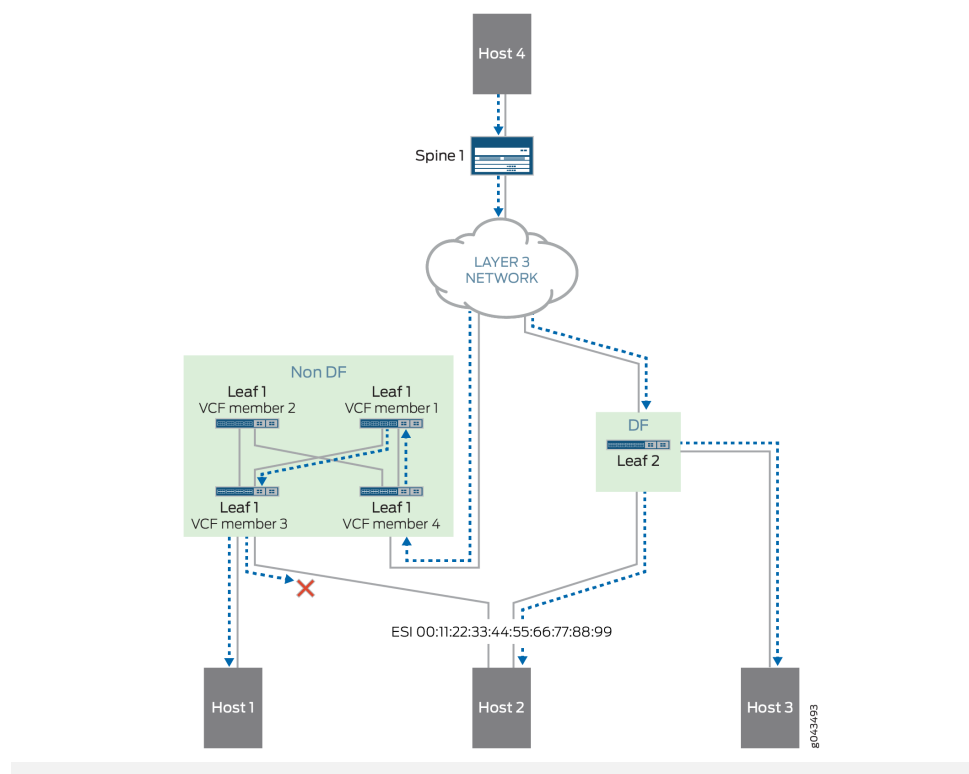 Host 4
Spine 1
LAYER 3
NETWORK
Non DF
Leaf 1
VCF member 2
Leaf 1
VCF member 1
DF
Leaf 2
Leaf 1
VCF member 3
Leaf 1
VCF member 4
ESI 00:11:22:33:44:55:66:77:88:99
Host 1
Host 2
Host 3
g043493